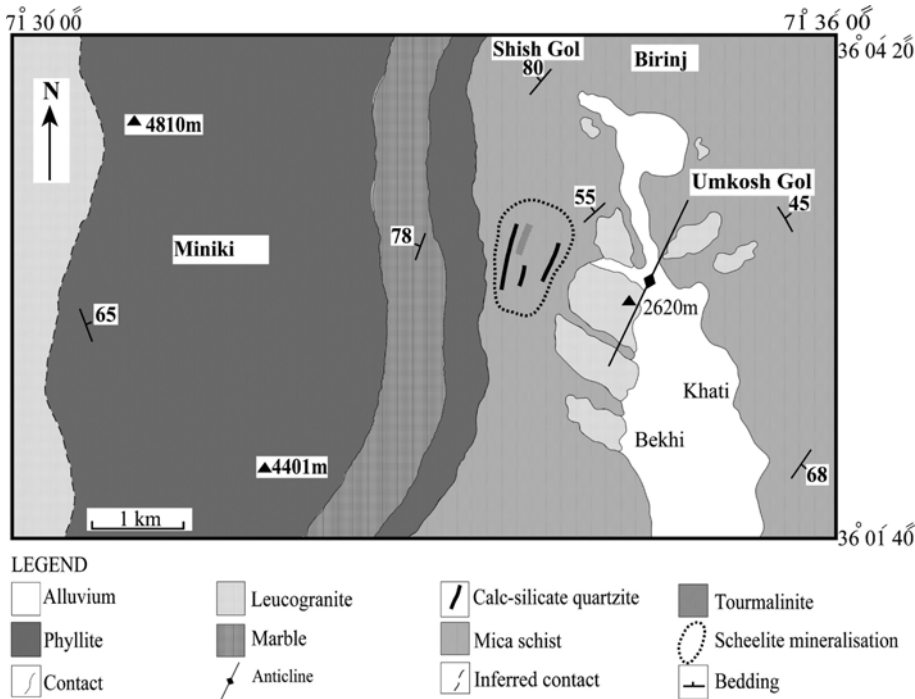 71° 30′ 00″
71° 36′ 00″
36° 04′ 20″
Shish Gol
80
Birinj
N
4810m
Umkosh Gol
55
45
78
Miniki
65
2620m
Khati
Bekhi
4401m
68
1 km
36° 01′ 40″
LEGEND
Alluvium
Leucogranite
Calc-silicate quartzite
Tourmalinite
Phyllite
Marble
Mica schist
Scheelite mineralisation
Contact
Anticline
Inferred contact
Bedding